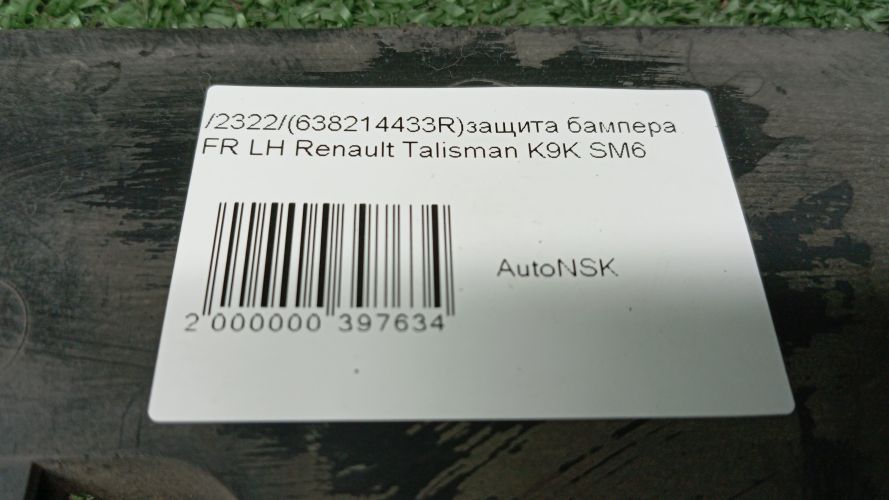 /2322/(638214433R)защита бампера
FR LH Renault Talisman K9K SM6
AutoNSK
2 000000 397634